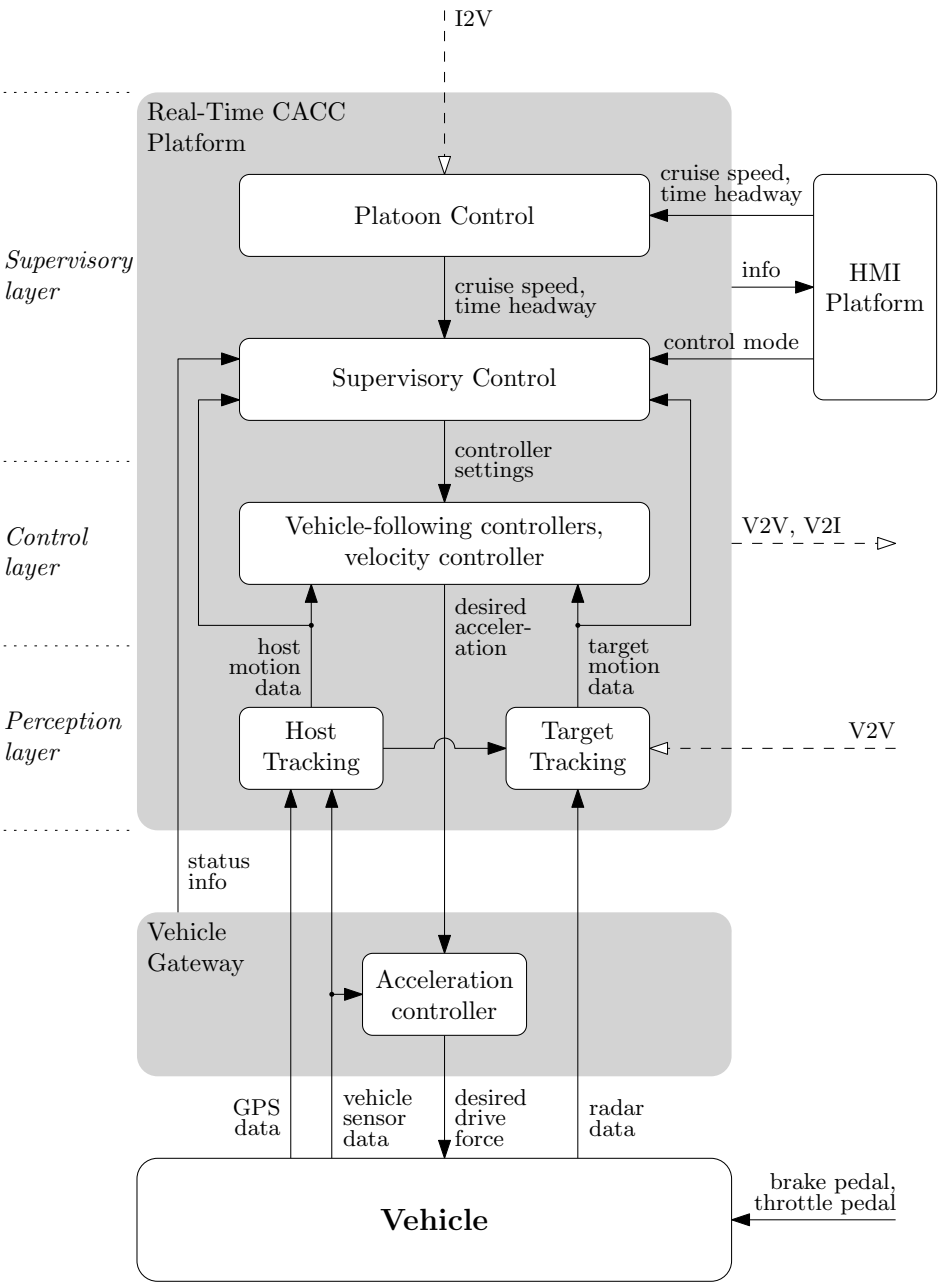 I2V
Real-Time CACC
Platform
cruise speed,
time headway
Platoon Control
Supervisory
layer
info
HMI
Platform
cruise speed,
time headway
control mode
Supervisory Control
controller
settings
Control
layer
Vehicle-following controllers,
velocity controller
V2V, V2I
desired
acceler-
ation
host
motion
data
target
motion
data
Perception
layer
Host
Tracking
Target
Tracking
V2V
status
info
Vehicle
Gateway
Acceleration
controller
GPS
data
vehicle
sensor
data
desired
drive
force
radar
data
brake pedal,
throttle pedal
Vehicle